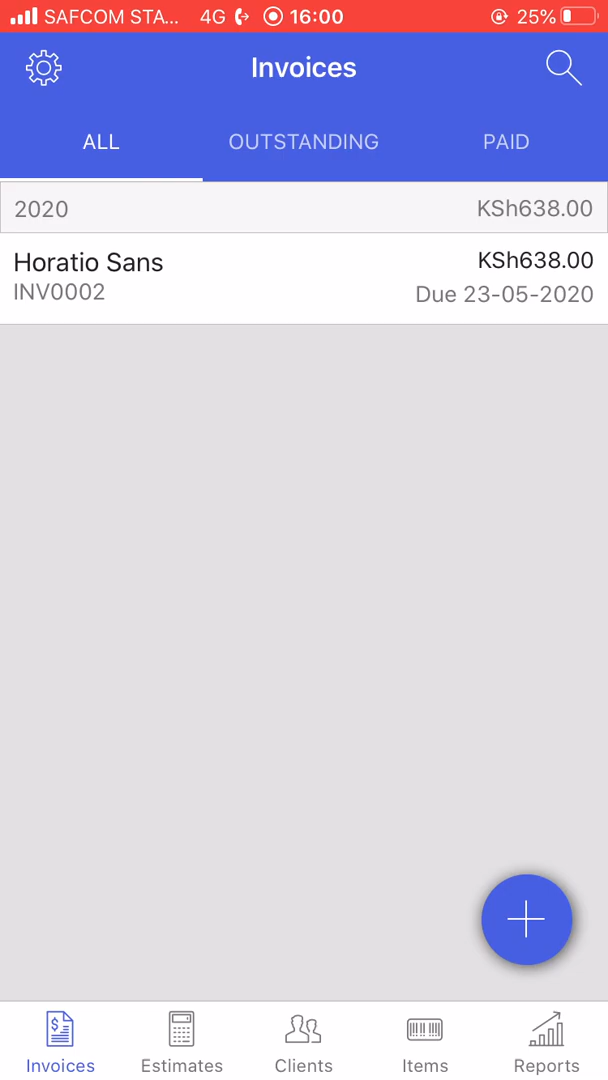 SAFCOM STA... 4G 16:00 25%
Invoices
ALL OUTSTANDING PAID
2020 KSh638.00
Horatio Sans KSh638.00
INV0002 Due 23-05-2020
$
Invoices Estimates Clients Items Reports